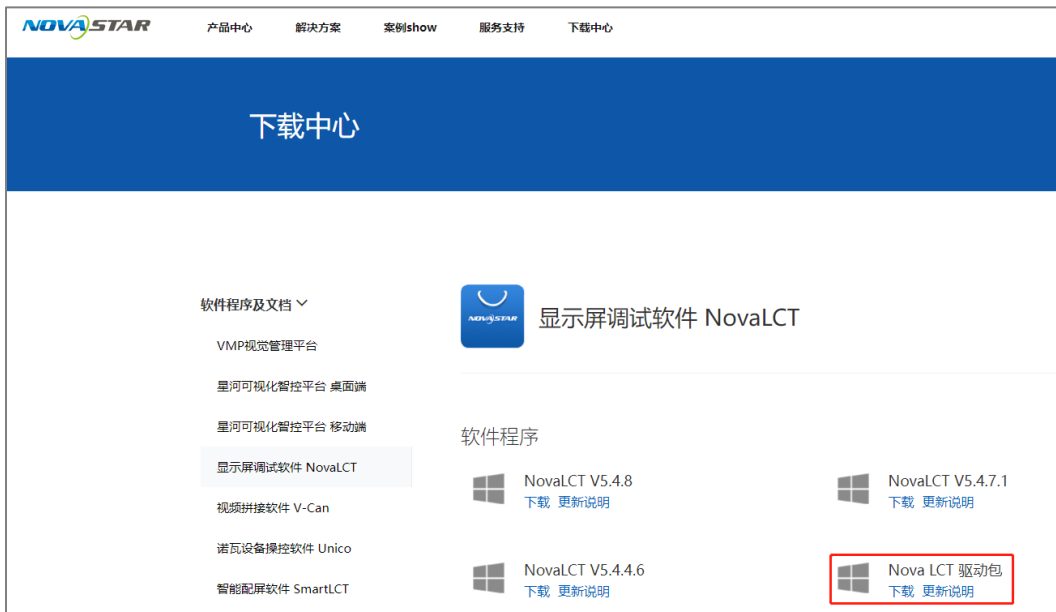 NOVASTAR
产品中心 解决方案 案例show 服务支持 下载中心
下载中心
软件程序及文档
VMP视觉管理平台
星河可视化智控平台 桌面端
星河可视化智控平台 移动端
显示屏调试软件 NovaLCT
视频拼接软件 V-Can
诺瓦设备操控软件 Unico
智能配屏软件 SmartLCT
NOVASTAR
显示屏调试软件 NovaLCT
软件程序
NovaLCT V5.4.8
下载 更新说明
NovaLCT V5.4.7.1
下载 更新说明
NovaLCT V5.4.4.6
下载 更新说明
Nova LCT 驱动包
下载 更新说明